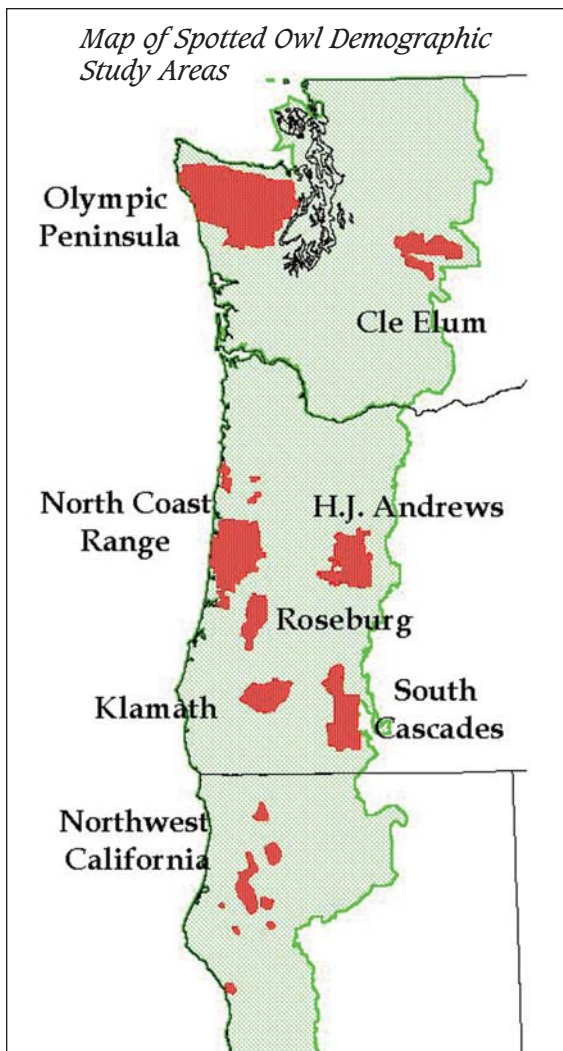 Map of Spotted Owl Demographic
Study Areas
Olympic
Peninsula
Cle Elum
North Coast
Range
H.J. Andrews
Roseburg
Klamath
South
Cascades
Northwest
California